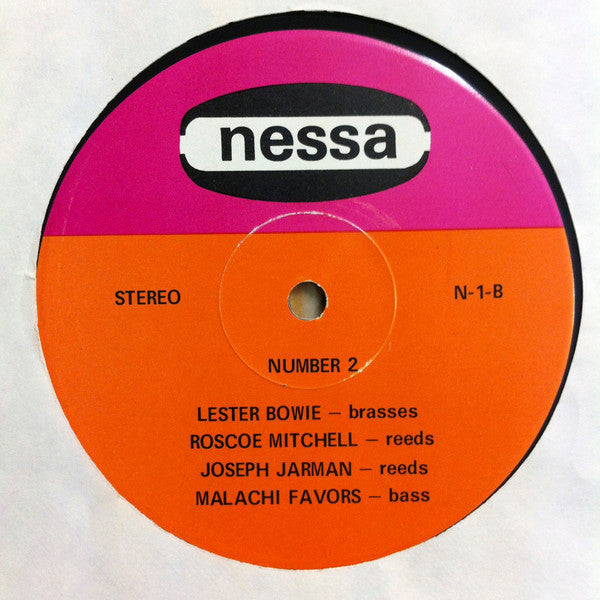 nessa
STEREO N-1-B
NUMBER 2
LESTER BOWIE — brasses
ROSCOE MITCHELL — reeds
JOSEPH JARMAN — reeds
MALACHI FAVORS — bass